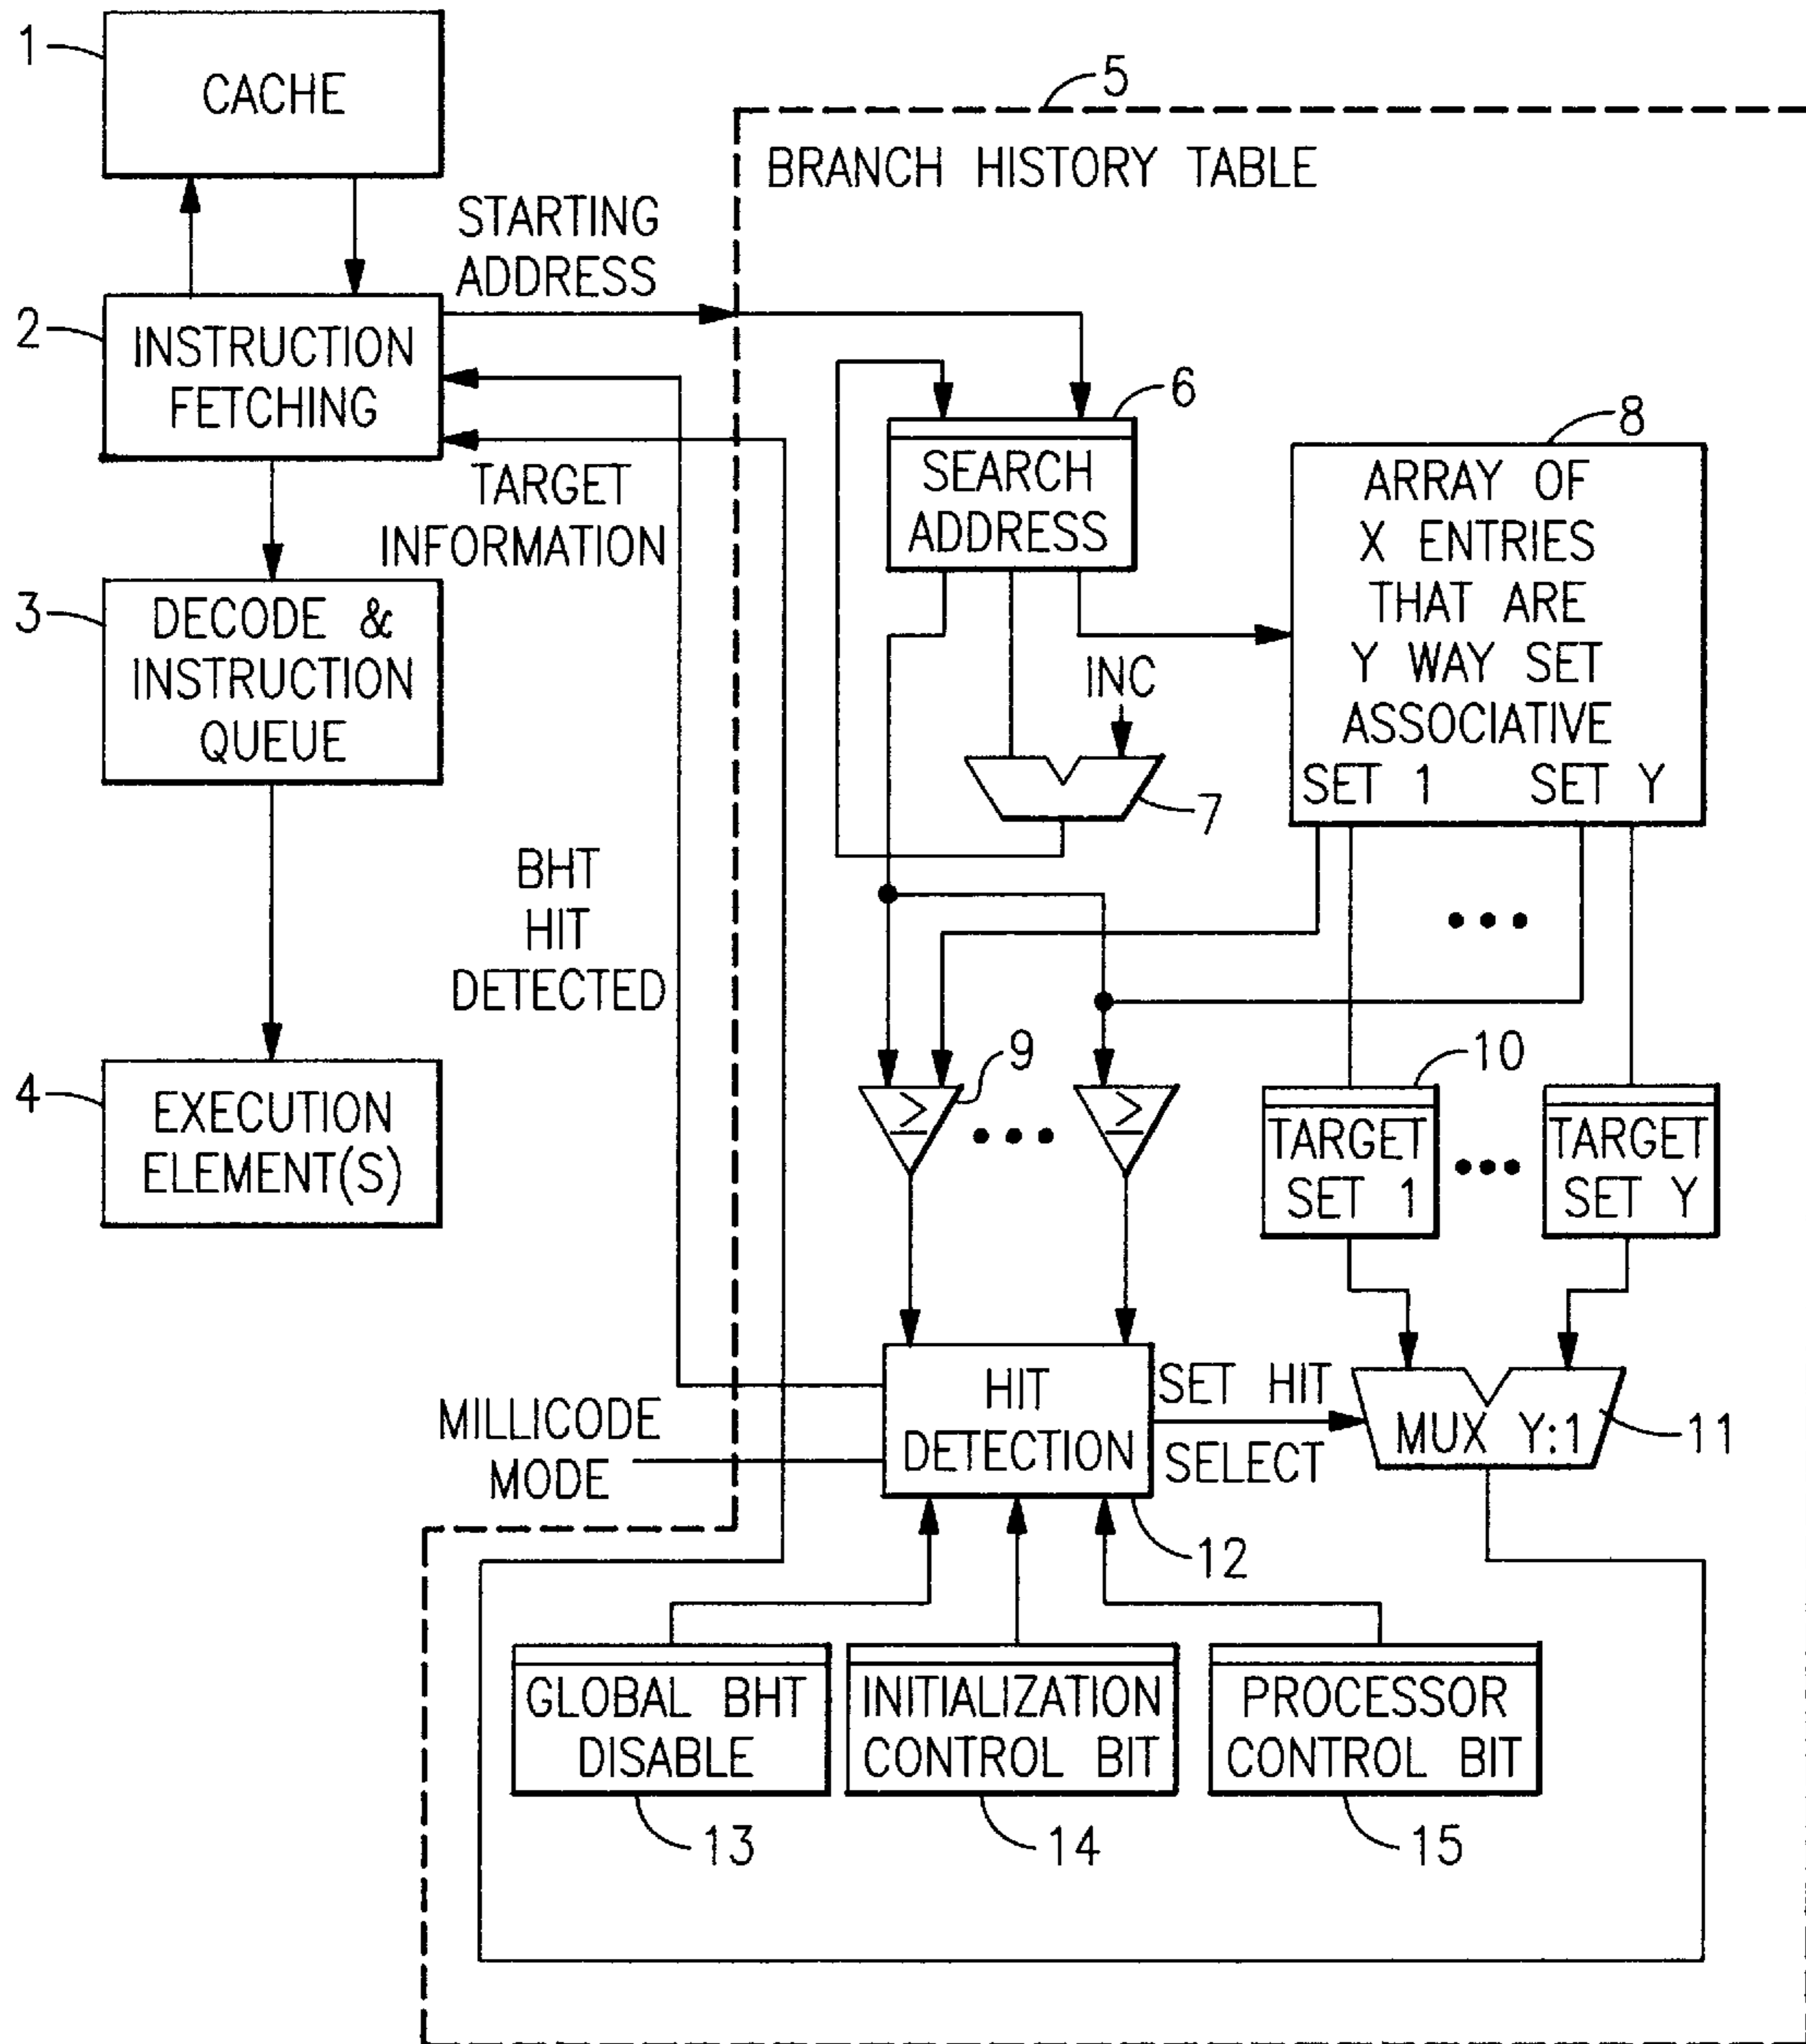 1
CACHE
5
BRANCH HISTORY TABLE
STARTING
ADDRESS
2
INSTRUCTION
FETCHING
6
SEARCH
ADDRESS
8
ARRAY OF
X ENTRIES
THAT ARE
Y WAY SET
ASSOCIATIVE
SET 1 SET Y
TARGET
INFORMATION
3
DECODE &
INSTRUCTION
QUEUE
INC
7
BHT
HIT
DETECTED
4
EXECUTION
ELEMENT(S)
9
≥
≥
10
TARGET
SET 1
TARGET
SET Y
HIT
DETECTION
SET HIT
SELECT
MUX Y:1
11
MILLICODE
MODE
12
GLOBAL BHT
DISABLE
INITIALIZATION
CONTROL BIT
PROCESSOR
CONTROL BIT
13
14
15